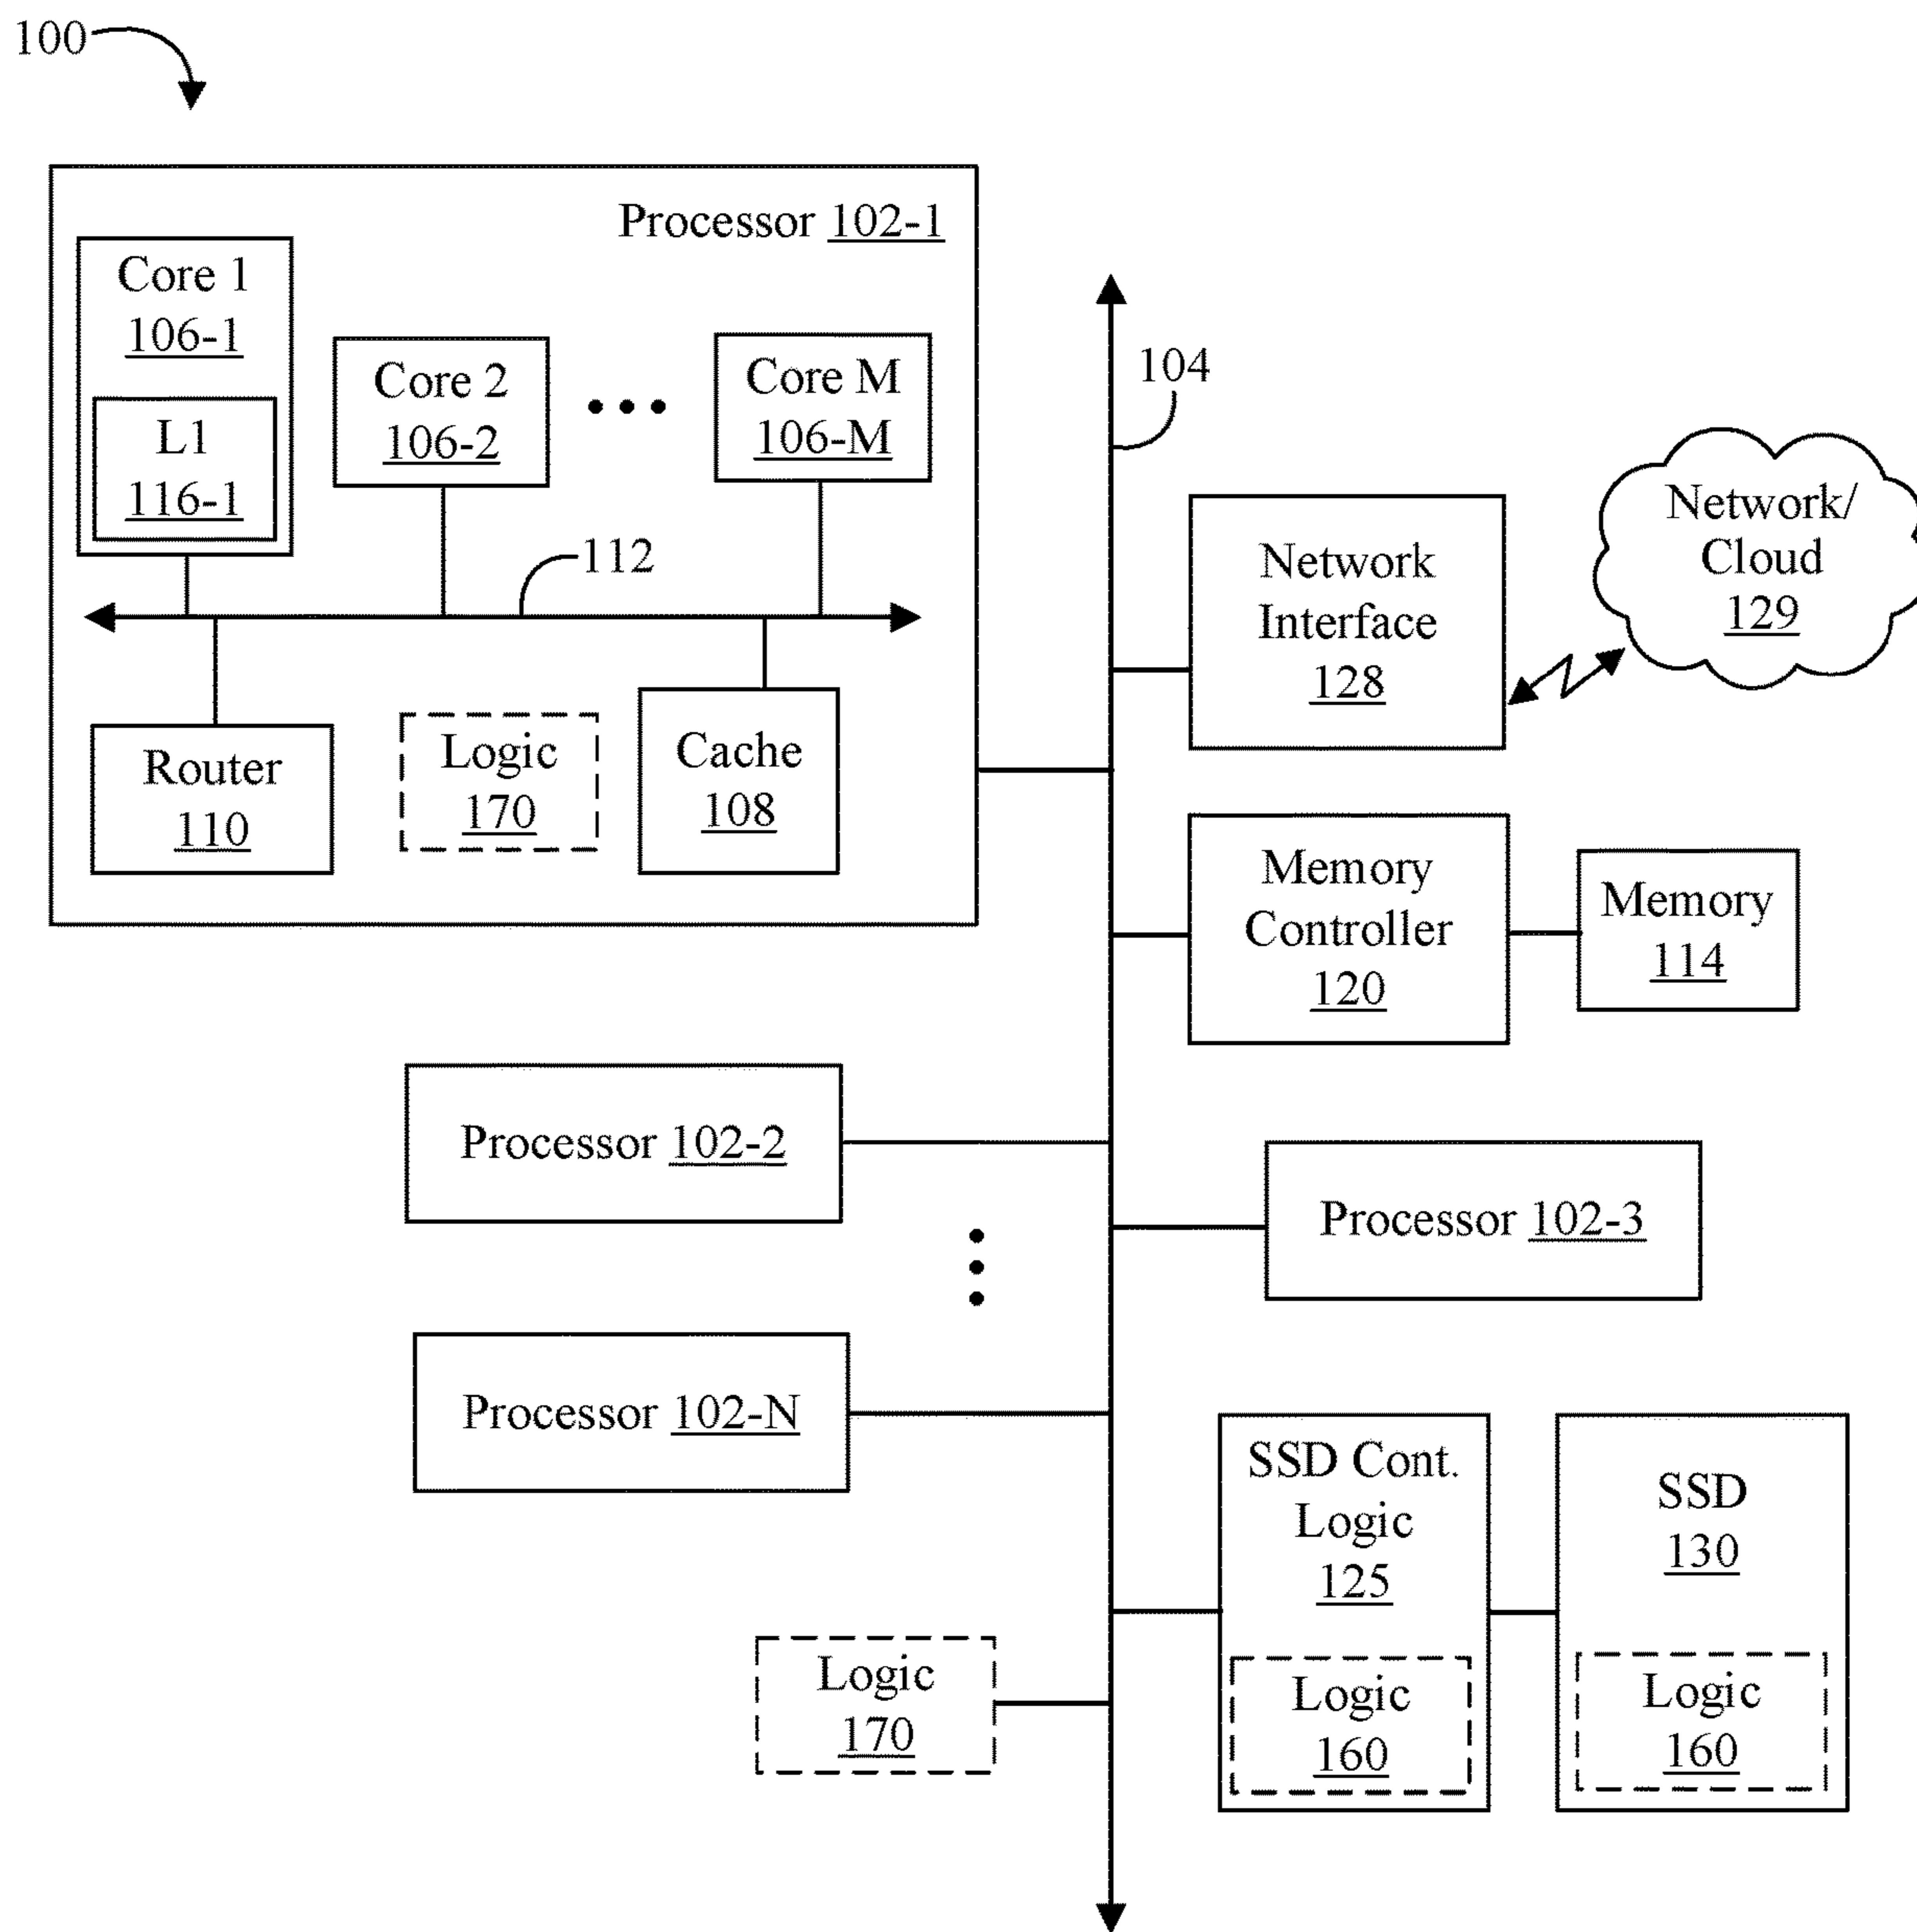 100
Processor 102-1
Core 1
106-1
L1
116-1
Core 2
106-2
Core M
106-M
112
Router
110
Logic
170
Cache
108
104
Network
Interface
128
Network/
Cloud
129
Memory
Controller
120
Memory
114
Processor 102-2
Processor 102-3
Processor 102-N
SSD Cont.
Logic
125
Logic
160
SSD
130
Logic
160
Logic
170